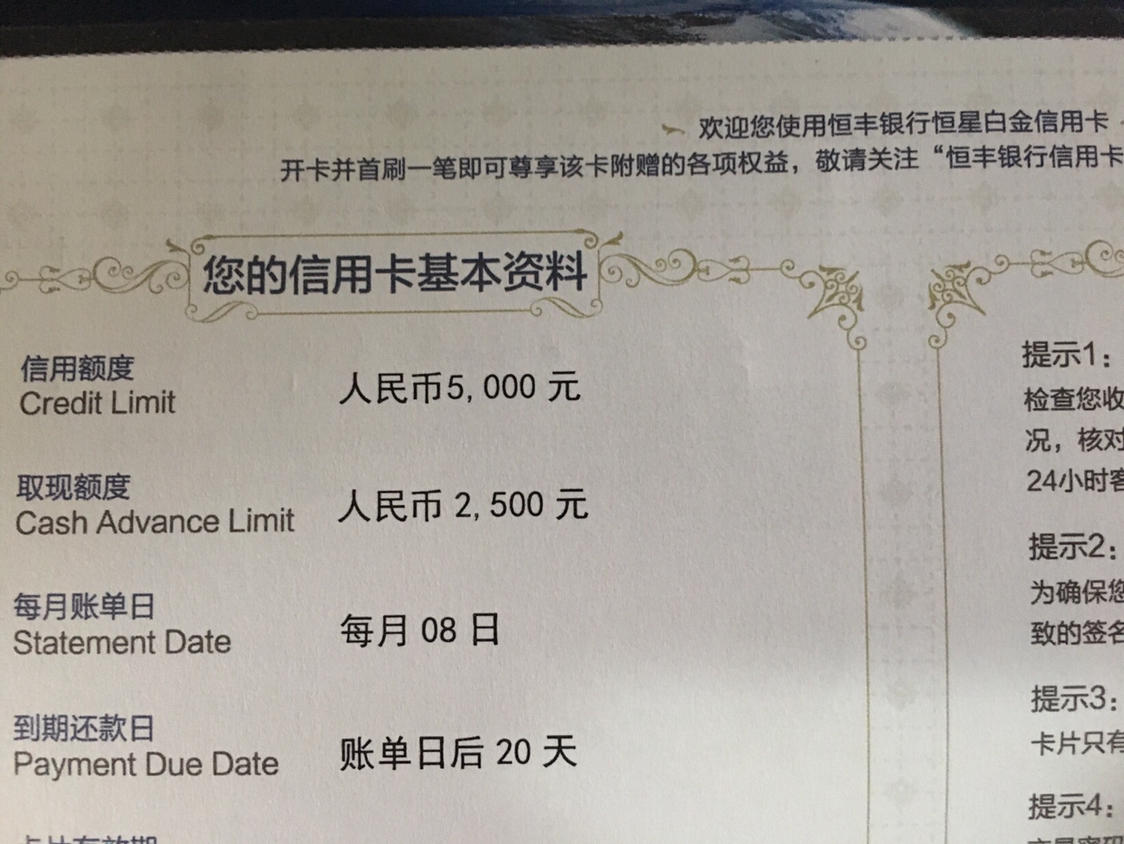 欢迎您使用恒丰银行恒星白金信用卡
开卡并首刷一笔即可尊享该卡附赠的各项权益，敬请关注“恒丰银行信用卡
您的信用卡基本资料
信用额度
Credit Limit
人民币5,000 元
取现额度
Cash Advance Limit
人民币 2,500 元
每月账单日
Statement Date
每月 08 日
到期还款日
Payment Due Date
账单日后 20 天
提示1：
检查您收
况，核对
24小时客
提示2：
为确保您
致的签名
提示3：
卡片只有
提示4：